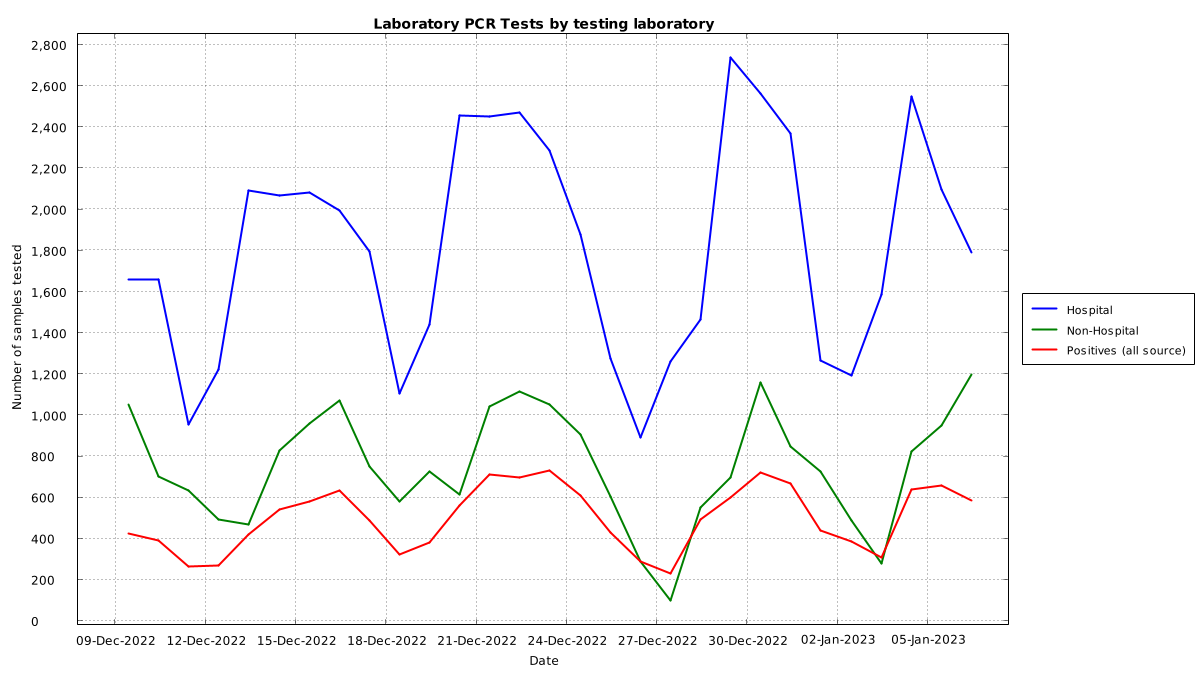 Laboratory PCR Tests by testing laboratory
2,800
2,600
2,400
2,200
2,000
1,800
1,600
1,400
1,200
1,000
800
600
400
200
0
Number of samples tested
09-Dec-2022 12-Dec-2022 15-Dec-2022 18-Dec-2022 21-Dec-2022 24-Dec-2022 27-Dec-2022 30-Dec-2022 02-Jan-2023 05-Jan-2023
Date
Hospital
Non-Hospital
Positives (all source)